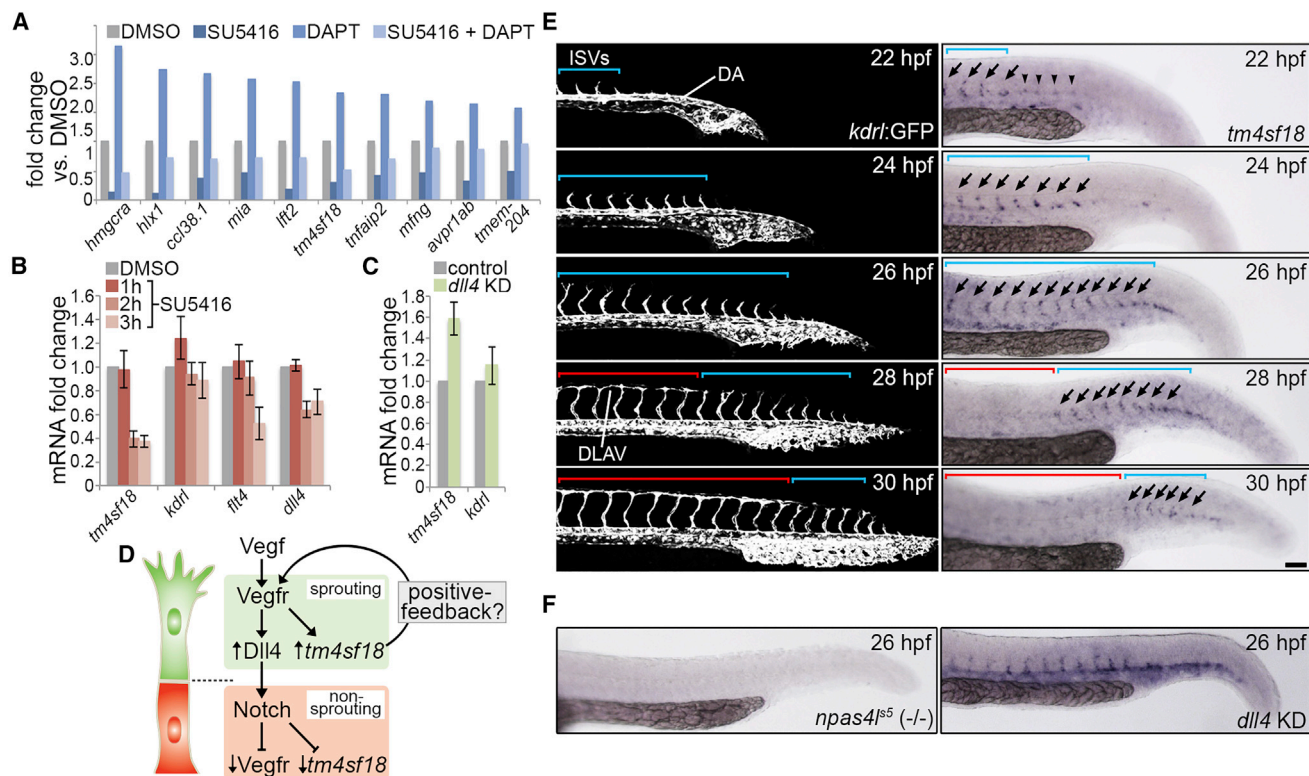 A
DMSO SU5416 DAPT SU5416 + DAPT
fold change
vs. DMSO
3.0
2.5
2.0
1.5
1
0.5
0
hmgcra
hlx1
ccl38.1
mia
lft2
tm4sf18
tnfaip2
mfng
avpr1ab
tmem-
204
B
DMSO
1h
2h
3h
SU5416
mRNA fold change
1.6
1.4
1.2
1.0
0.8
0.6
0.4
0.2
0
tm4sf18
kdrl
flt4
dll4
C
control
dll4 KD
mRNA fold change
1.8
1.6
1.4
1.2
1.0
0.8
0.6
0.4
0.2
0
tm4sf18
kdrl
D
Vegf
Vegfr
sprouting
positive-
feedback?
↑Dll4 ↑tm4sf18
Notch
non-
sprouting
↓Vegfr ↓tm4sf18
E
ISVs
DA
22 hpf
kdrl:GFP
22 hpf
tm4sf18
24 hpf
24 hpf
26 hpf
26 hpf
28 hpf
DLAV
28 hpf
30 hpf
30 hpf
F
26 hpf
npas4l^s5 (-/-)
26 hpf
dll4 KD